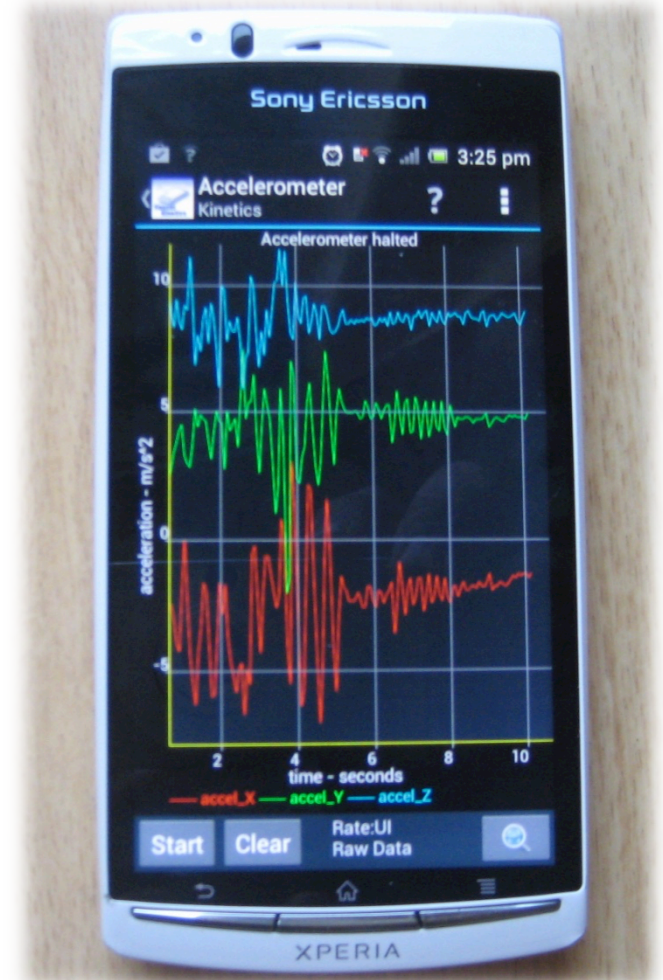 Sony Ericsson
? 3:25 pm
Accelerometer ?
Kinetics
Accelerometer halted
10
5
0
-5
acceleration - m/s^2
2 4 6 8 10
time - seconds
accel_X accel_Y accel_Z
Start Clear Rate:UI
Raw Data
XPERIA